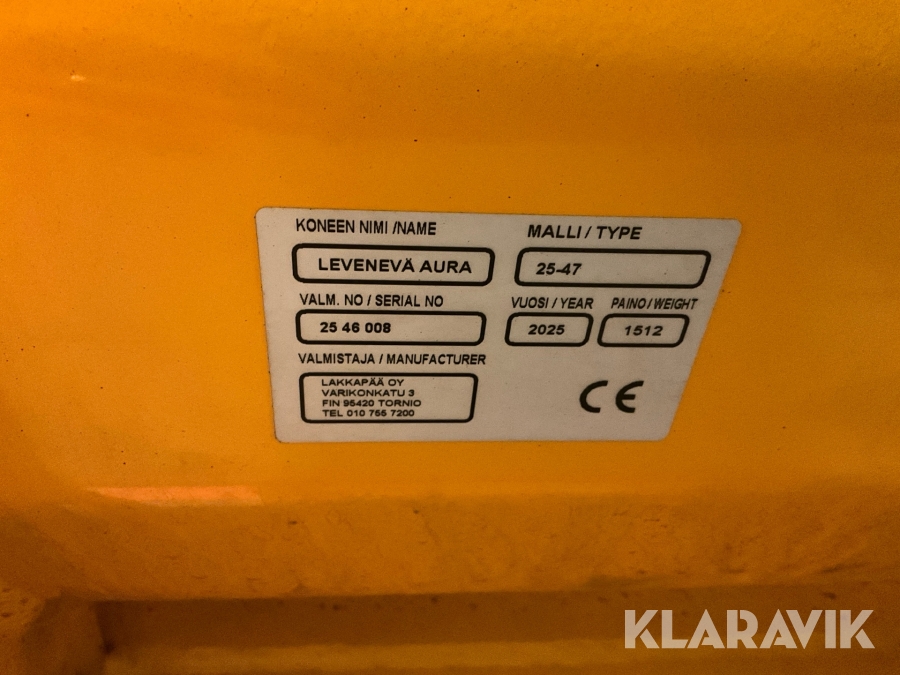 KONEEN NIMI /NAME
LEVENEVÄ AURA
MALLI / TYPE
25-47
VALM. NO / SERIAL NO
25 46 008
VUOSI / YEAR
2025
PAINO / WEIGHT
1512
VALMISTAJA / MANUFACTURER
LAKKAPÄÄ OY
VARIKONKATU 3
FIN 95420 TORNIO
TEL 010 755 7200
CE
KLARAVIK